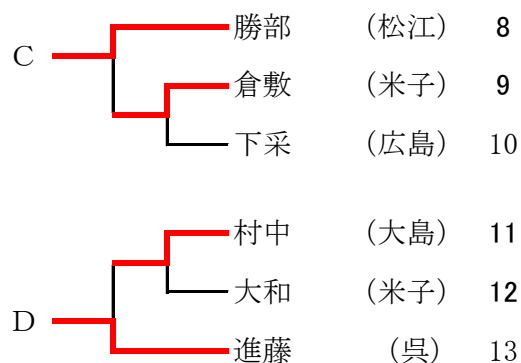 勝部 (松江) 8
C
倉敷 (米子) 9
下采 (広島) 10
村中 (大島) 11
大和 (米子) 12
D
進藤 (呉) 13